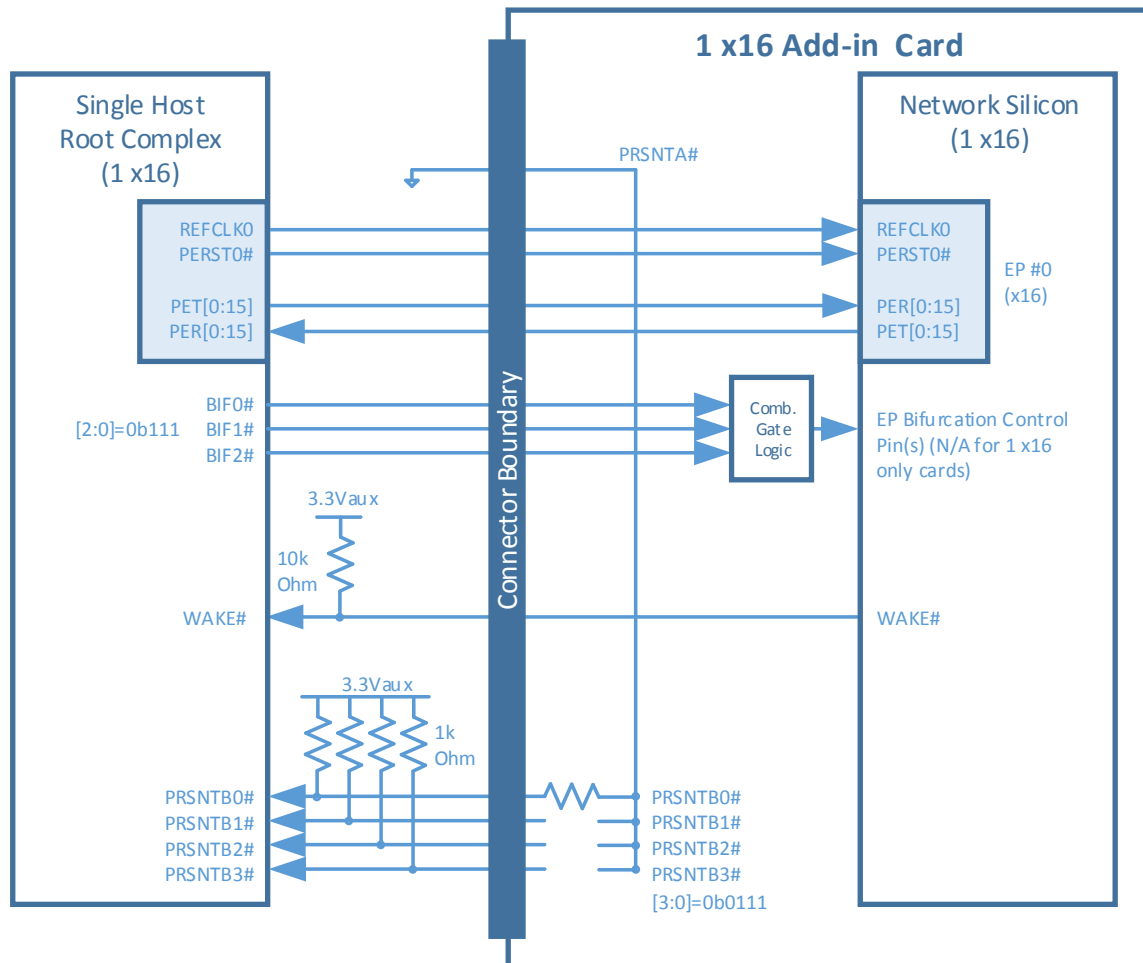 1 x16 Add-in Card
Single Host
Root Complex
(1 x16)
Network Silicon
(1 x16)
PRSNTA#
REFCLK0
PERST0#
PET[0:15]
PER[0:15]
REFCLK0
PERST0#
PER[0:15]
PET[0:15]
EP #0
(x16)
BIF0#
[2:0]=0b111 BIF1#
BIF2#
Connector Boundary
Comb.
Gate
Logic
EP Bifurcation Control
Pin(s) (N/A for 1 x16
only cards)
3.3Vaux
10k
Ohm
WAKE#
WAKE#
3.3Vaux
1k
Ohm
PRSNTB0#
PRSNTB1#
PRSNTB2#
PRSNTB3#
PRSNTB0#
PRSNTB1#
PRSNTB2#
PRSNTB3#
[3:0]=0b0111